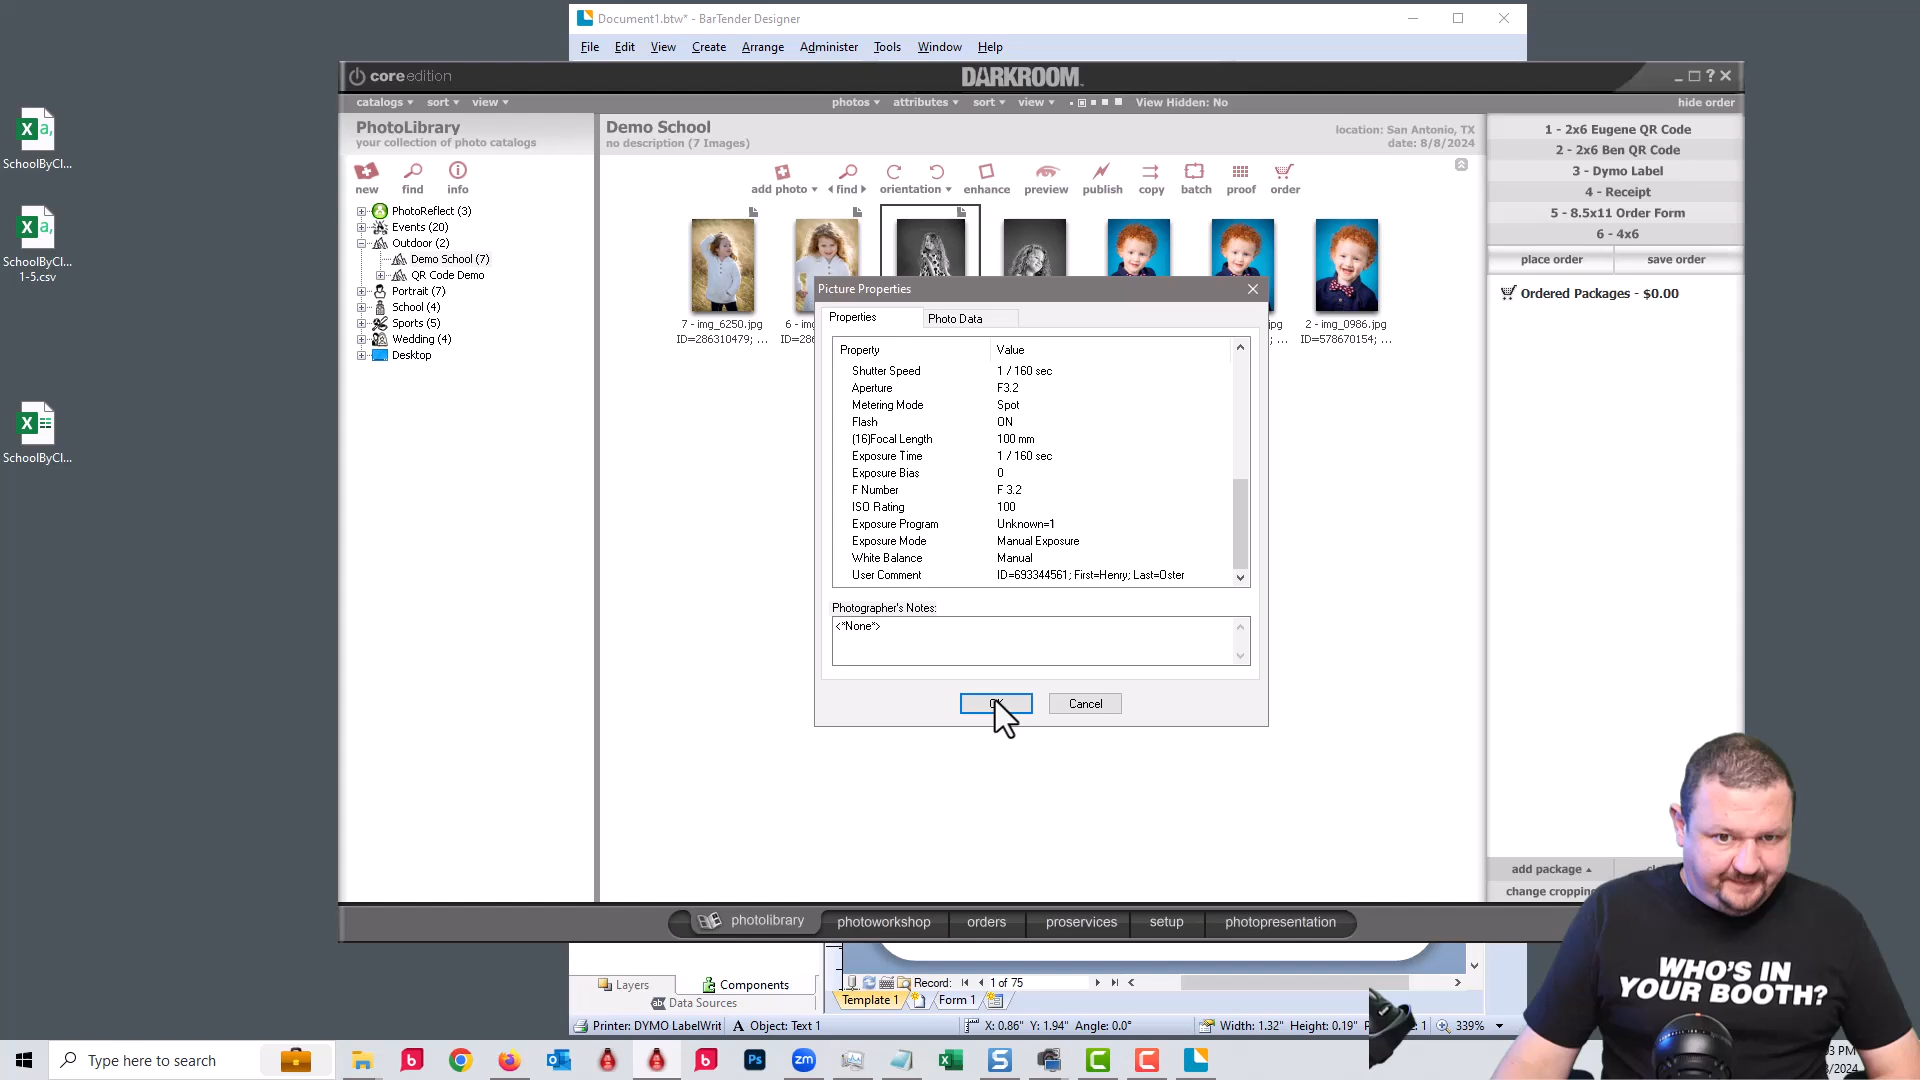 Document1.btw* - BarTender Designer
File Edit View Create Arrange Administer Tools Window Help
core edition
DARKROOM
catalogs sort view
photos attributes sort view View Hidden: No
hide order
PhotoLibrary
your collection of photo catalogs
Demo School
no description (7 Images)
location: San Antonio, TX
date: 8/8/2024
new find info
add photo find orientation enhance preview publish copy batch proof order
SchoolByCl...
SchoolByCl...
1-5.csv
SchoolByCl...
PhotoReflect (3)
Events (20)
Outdoor (2)
Demo School (7)
QR Code Demo
Portrait (7)
School (4)
Sports (5)
Wedding (4)
Desktop
7 - img_6250.jpg
ID=286310479; ...
6 - img
ID=286
jpg
; ...
2 - img_0986.jpg
ID=578670154; ...
1 - 2x6 Eugene QR Code
2 - 2x6 Ben QR Code
3 - Dymo Label
4 - Receipt
5 - 8.5x11 Order Form
6 - 4x6
place order save order
Ordered Packages - $0.00
Picture Properties
Properties Photo Data
Property Value
Shutter Speed 1 / 160 sec
Aperture F3.2
Metering Mode Spot
Flash ON
(16)Focal Length 100 mm
Exposure Time 1 / 160 sec
Exposure Bias 0
F Number F 3.2
ISO Rating 100
Exposure Program Unknown=1
Exposure Mode Manual Exposure
White Balance Manual
User Comment ID=693344561; First=Henry; Last=Oster
Photographer's Notes:
<*None*>
Cancel
add package
change cropping
photolibrary photoworkshop orders proservices setup photopresentation
Layers Components
Data Sources
Record: 1 of 75
Template 1 Form 1
Printer: DYMO LabelWrit Object: Text 1 X: 0.86" Y: 1.94" Angle: 0.0° Width: 1.32" Height: 0.19" 1 339%
Type here to search
3 PM
/2024
WHO'S IN
YOUR BOOTH?